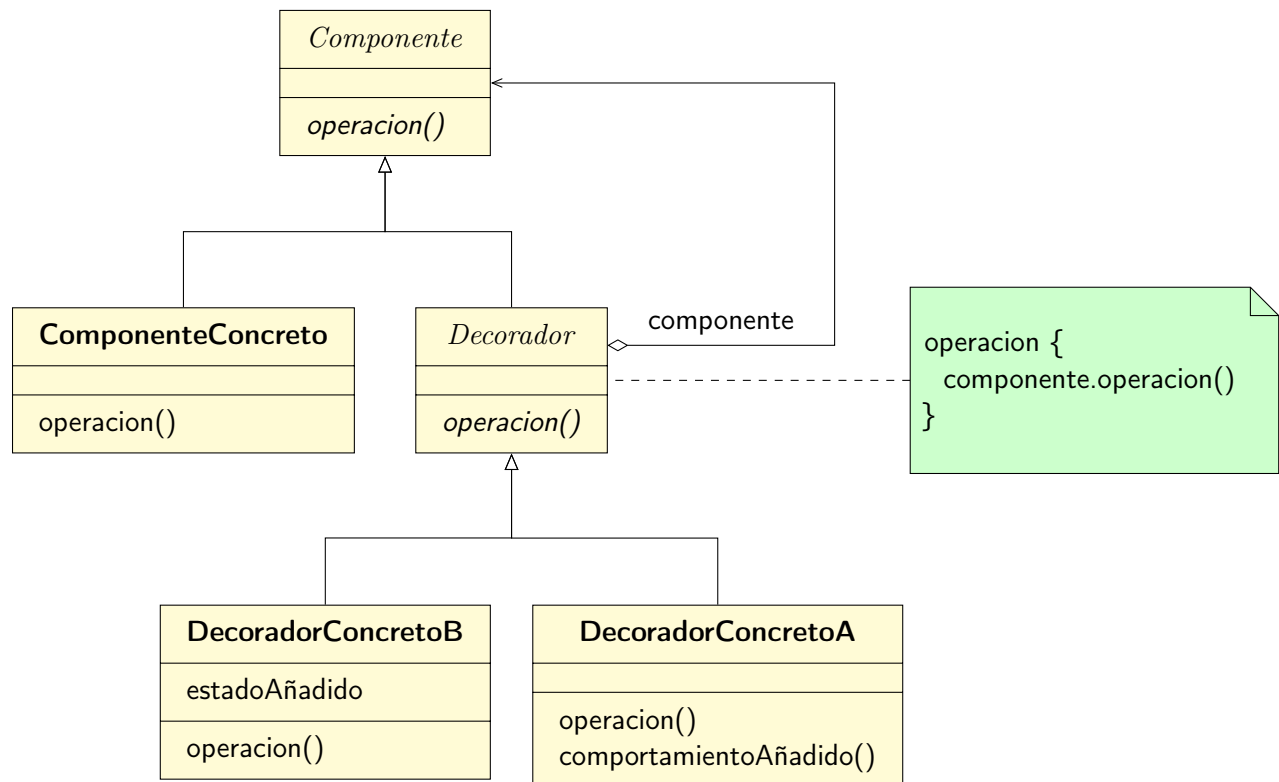 Componente
operacion()
ComponenteConcreto
operacion()
Decorador
operacion()
componente
operacion {
componente.operacion()
}
DecoradorConcretoB
estadoAñadido
operacion()
DecoradorConcretoA
operacion()
comportamientoAñadido()